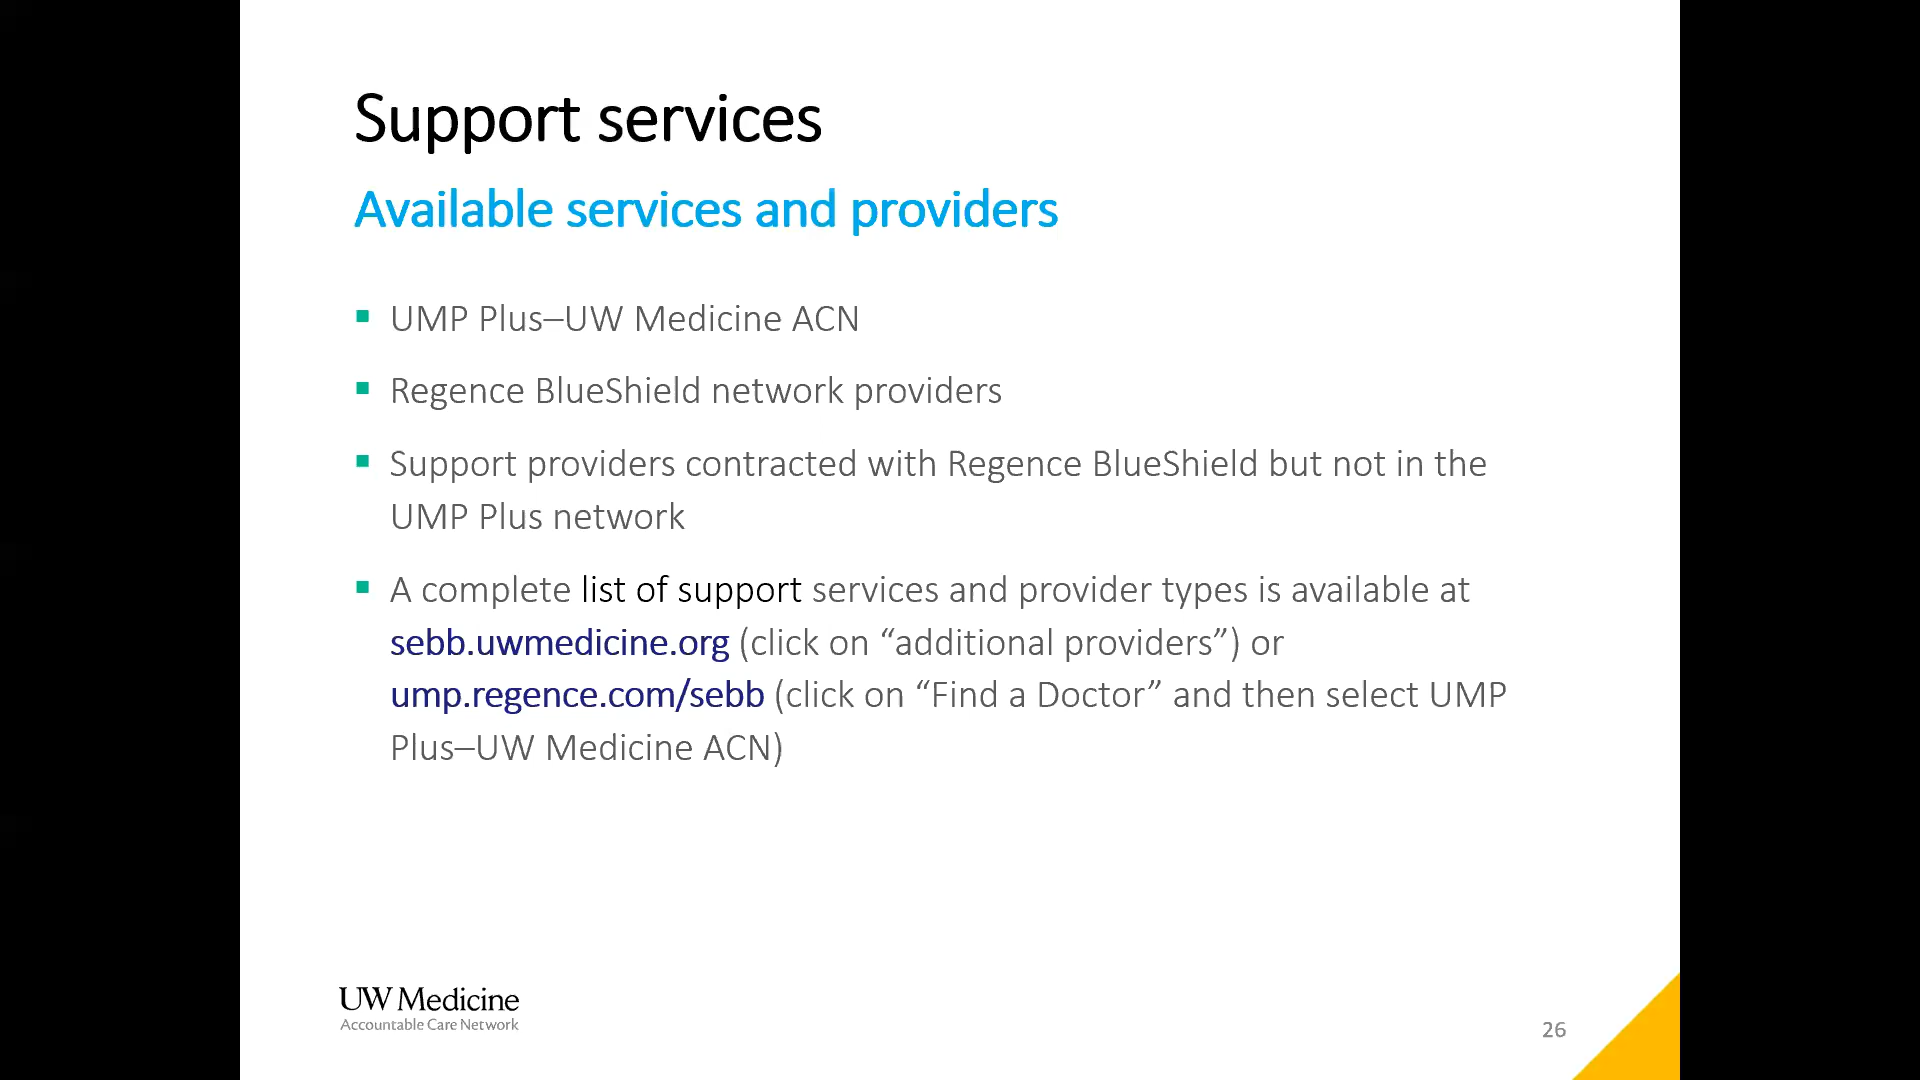 Support services
Available services and providers
▪ UMP Plus–UW Medicine ACN
▪ Regence BlueShield network providers
▪ Support providers contracted with Regence BlueShield but not in the
UMP Plus network
▪ A complete list of support services and provider types is available at
sebb.uwmedicine.org (click on “additional providers”) or
ump.regence.com/sebb (click on “Find a Doctor” and then select UMP
Plus–UW Medicine ACN)
UW Medicine
Accountable Care Network
26